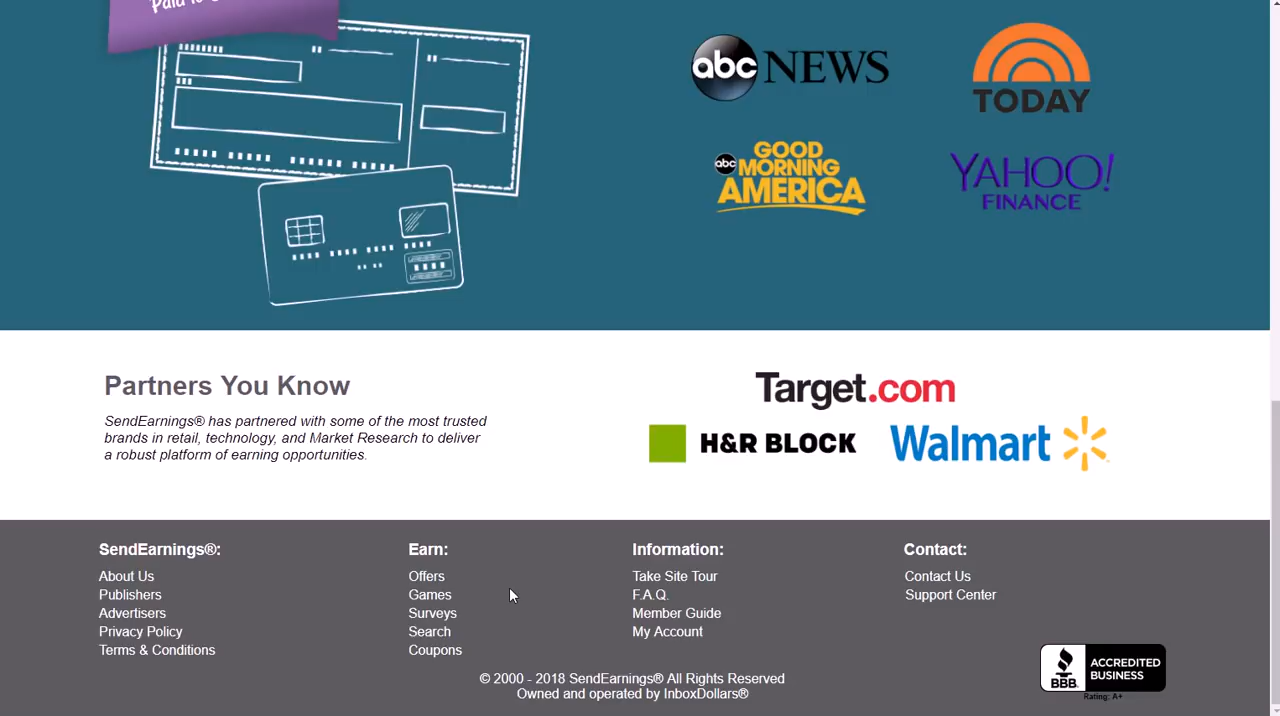 Paid
abc NEWS
TODAY
abc GOOD MORNING AMERICA
YAHOO! FINANCE
Partners You Know
SendEarnings® has partnered with some of the most trusted
brands in retail, technology, and Market Research to deliver
a robust platform of earning opportunities.
Target.com
H&R BLOCK
Walmart
SendEarnings®:
About Us
Publishers
Advertisers
Privacy Policy
Terms & Conditions
Earn:
Offers
Games
Surveys
Search
Coupons
Information:
Take Site Tour
F.A.Q.
Member Guide
My Account
Contact:
Contact Us
Support Center
BBB.
ACCREDITED
BUSINESS
Rating: A+
© 2000 - 2018 SendEarnings® All Rights Reserved
Owned and operated by InboxDollars®